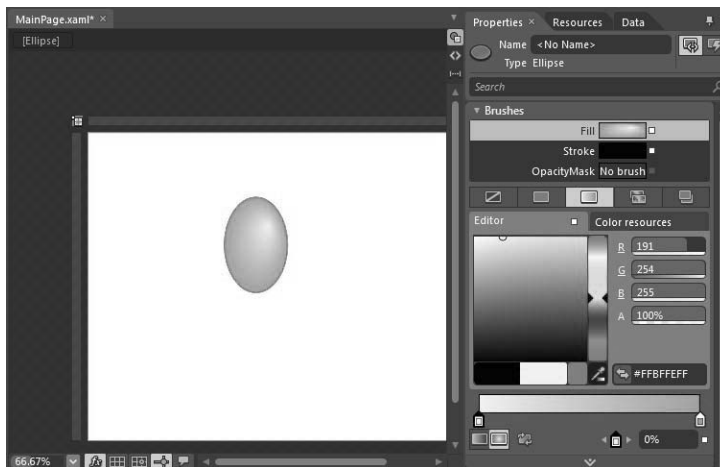 MainPage.xaml* ×
[Ellipse]
66.67%
fx
Properties × Resources Data
Name <No Name>
Type Ellipse
Search
Brushes
Fill
Stroke
OpacityMask No brush
Editor Color resources
R 191
G 254
B 255
A 100%
#FFBFFEFF
0%